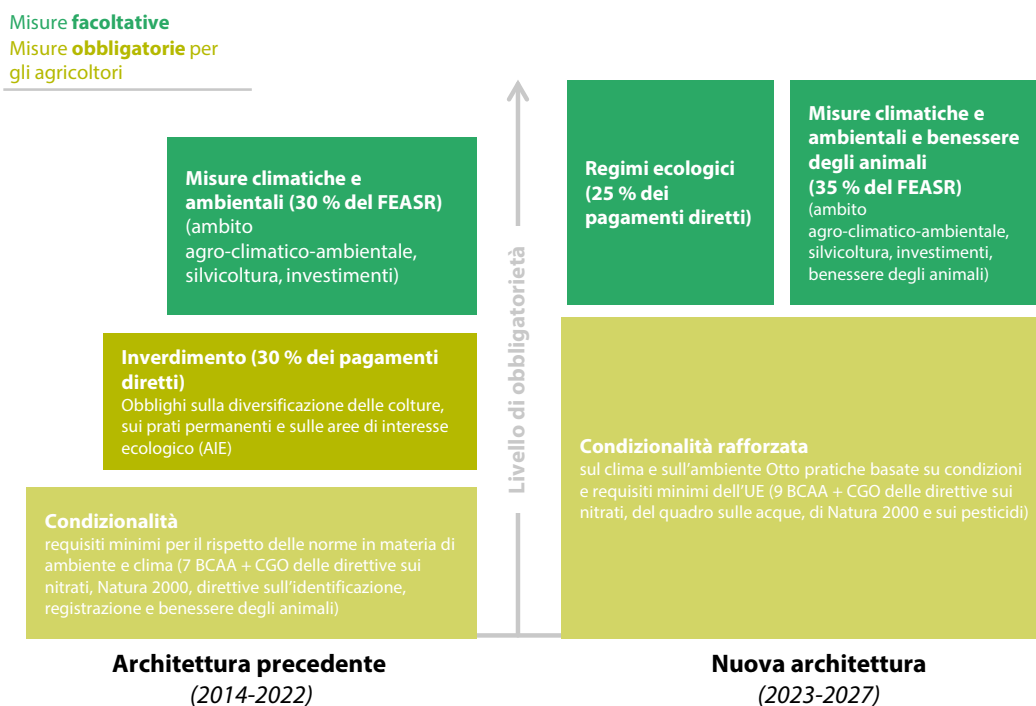 Misure facoltative
Misure obbligatorie per
gli agricoltori
Misure climatiche e
ambientali (30 % del FEASR)
(ambito
agro-climatico-ambientale,
silvicoltura, investimenti)
Inverdimento (30 % dei pagamenti
diretti)
Obblighi sulla diversificazione delle colture,
sui prati permanenti e sulle aree di interesse
ecologico (AIE)
Condizionalità
requisiti minimi per il rispetto delle norme in materia di
ambiente e clima (7 BCAA + CGO delle direttive sui
nitrati, Natura 2000, direttive sull'identificazione,
registrazione e benessere degli animali)
Architettura precedente
(2014-2022)
Livello di obbligatorietà
Regimi ecologici
(25 % dei
pagamenti diretti)
Misure climatiche e
ambientali e benessere
degli animali
(35 % del FEASR)
(ambito
agro-climatico-ambientale,
silvicoltura, investimenti,
benessere degli animali)
Condizionalità rafforzata
sul clima e sull'ambiente Otto pratiche basate su condizioni
e requisiti minimi dell'UE (9 BCAA + CGO delle direttive sui
nitrati, del quadro sulle acque, di Natura 2000 e sui pesticidi)
Nuova architettura
(2023-2027)